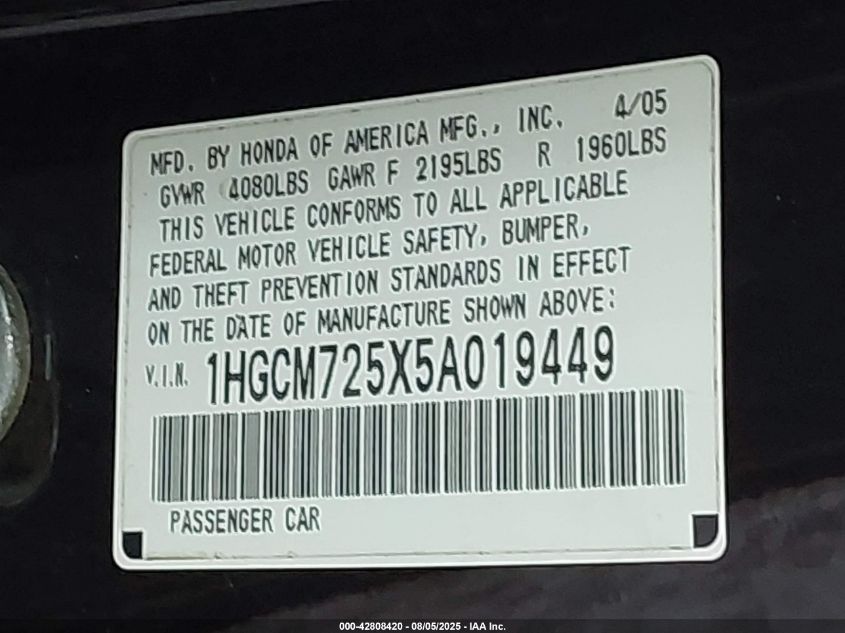 MFD. BY HONDA OF AMERICA MFG., INC. 4/05
GVWR 4080LBS GAWR F 2195LBS R 1960LBS
THIS VEHICLE CONFORMS TO ALL APPLICABLE
FEDERAL MOTOR VEHICLE SAFETY, BUMPER,
AND THEFT PREVENTION STANDARDS IN EFFECT
ON THE DATE OF MANUFACTURE SHOWN ABOVE:
V.I.N. 1HGCM725X5A019449
PASSENGER CAR
000-42808420 - 08/05/2025 - IAA Inc.